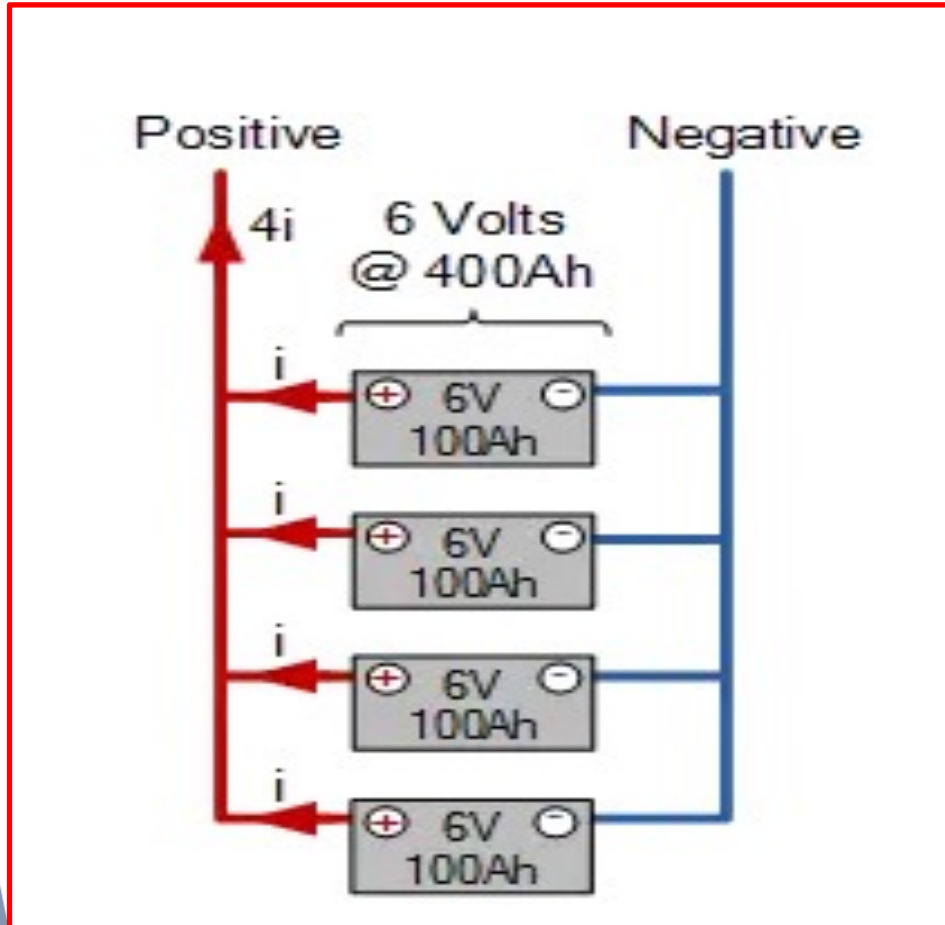 Positive
Negative
4i
6 Volts
@ 400Ah
i
+ 6V -
100Ah
i
+ 6V -
100Ah
i
+ 6V -
100Ah
i
+ 6V -
100Ah